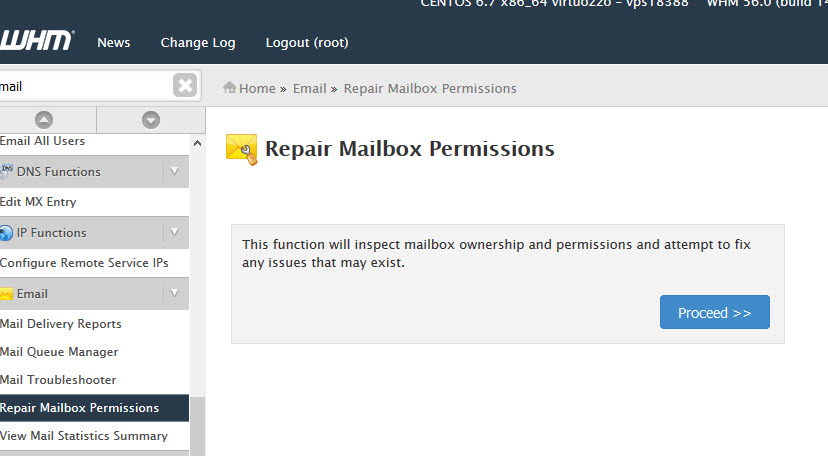 CENTOS 6.7 x86_64 virtuozzo – vps18388 WHM 56.0 (build 14
WHM
News Change Log Logout (root)
mail
Home » Email » Repair Mailbox Permissions
Email All Users
DNS Functions
Edit MX Entry
IP Functions
Configure Remote Service IPs
Email
Mail Delivery Reports
Mail Queue Manager
Mail Troubleshooter
Repair Mailbox Permissions
View Mail Statistics Summary
Repair Mailbox Permissions
This function will inspect mailbox ownership and permissions and attempt to fix
any issues that may exist.
Proceed >>